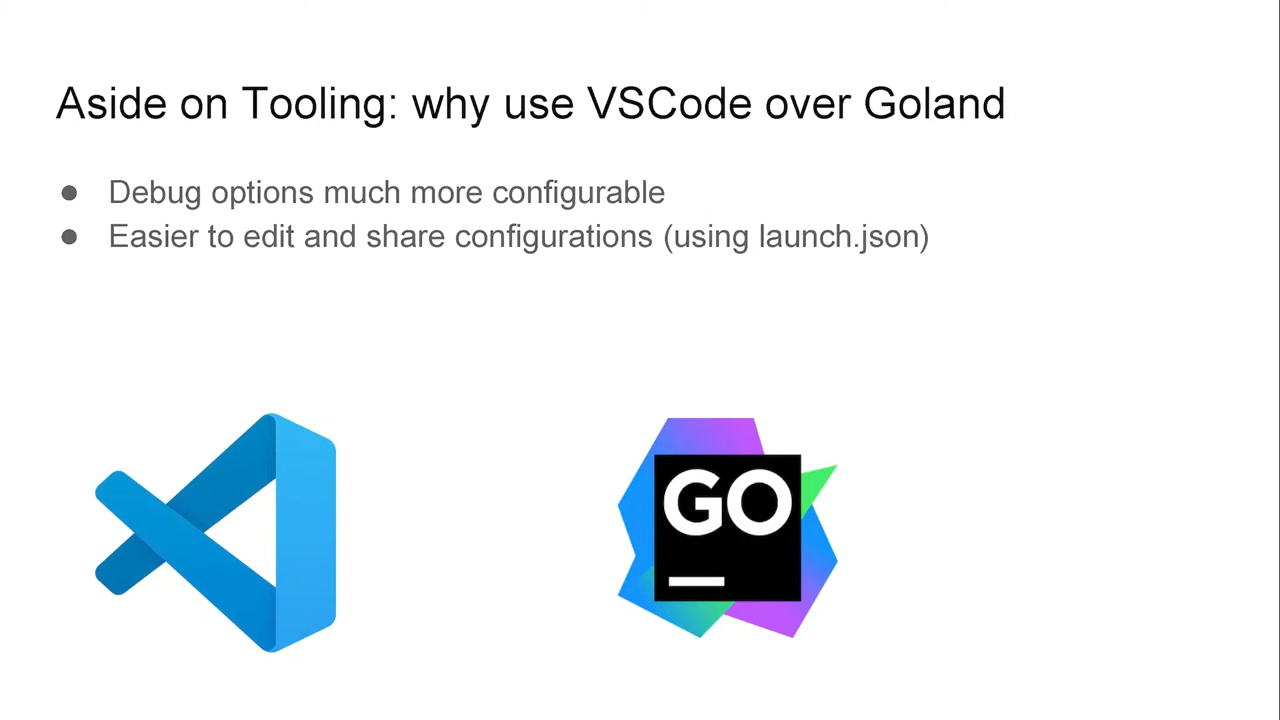 Aside on Tooling: why use VSCode over Goland
● Debug options much more configurable
● Easier to edit and share configurations (using launch.json)
GO